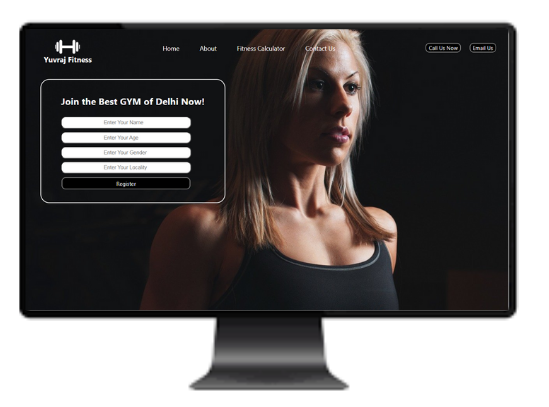 Yuvraj Fitness
Home About Fitness Calculator Contact Us
Call Us Now Email Us
Join the Best GYM of Delhi Now!
Enter Your Name
Enter Your Age
Enter Your Gender
Enter Your Locality
Register